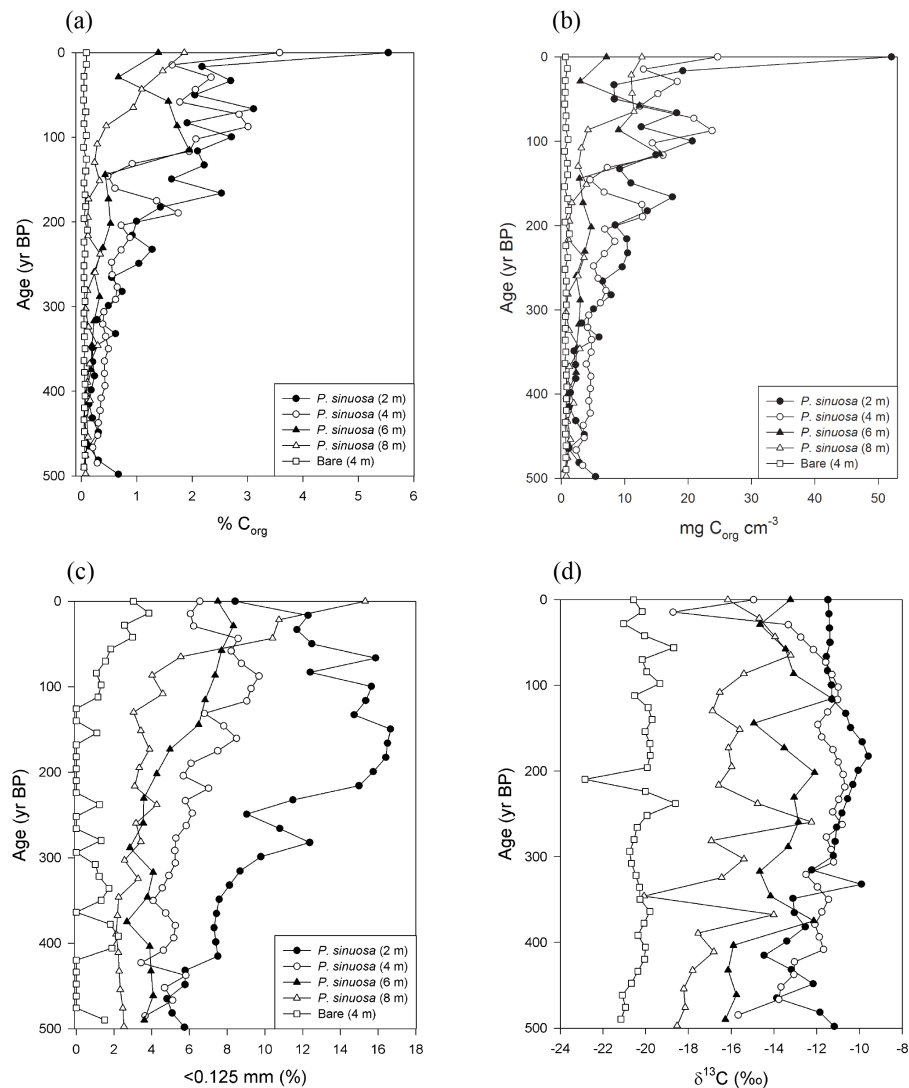 (a)
(b)
0
100
200
300
400
500
Age (yr BP)
0 1 2 3 4 5 6
% Corg
P. sinuosa (2 m)
P. sinuosa (4 m)
P. sinuosa (6 m)
P. sinuosa (8 m)
Bare (4 m)
0
100
200
300
400
500
Age (yr BP)
0 10 20 30 40 50
mg Corg cm-3
P. sinuosa (2 m)
P. sinuosa (4 m)
P. sinuosa (6 m)
P. sinuosa (8 m)
Bare (4 m)
(c)
(d)
0
100
200
300
400
500
Age (yr BP)
0 2 4 6 8 10 12 14 16 18
<0.125 mm (%)
P. sinuosa (2 m)
P. sinuosa (4 m)
P. sinuosa (6 m)
P. sinuosa (8 m)
Bare (4 m)
0
100
200
300
400
500
Age (yr BP)
-24 -22 -20 -18 -16 -14 -12 -10 -8
δ13C (‰)